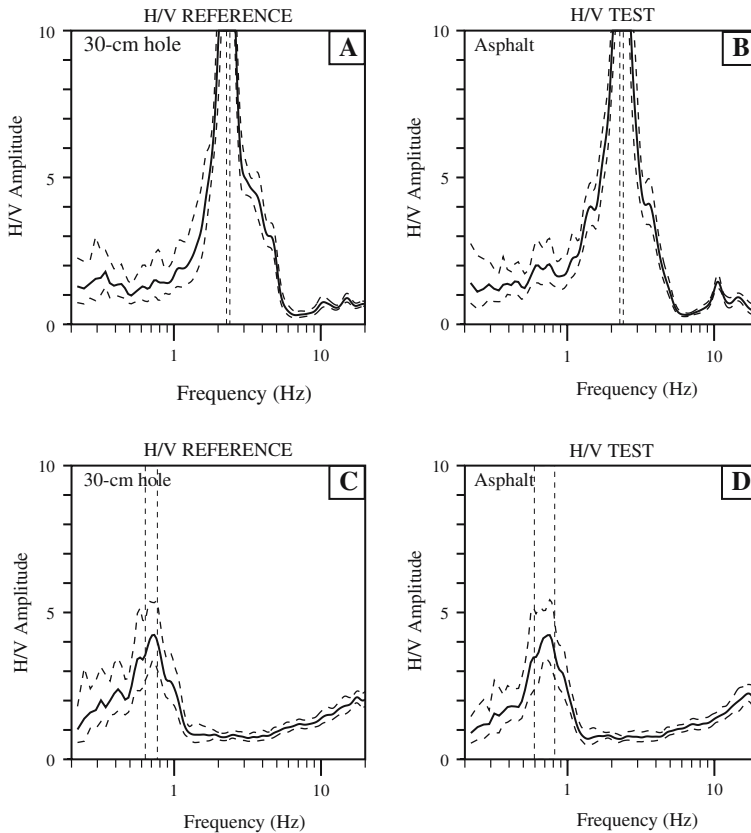 H/V REFERENCE
30-cm hole
A
10
5
0
H/V Amplitude
1
10
Frequency (Hz)
H/V TEST
Asphalt
B
10
5
0
H/V Amplitude
1
10
Frequency (Hz)
H/V REFERENCE
30-cm hole
C
10
5
0
H/V Amplitude
1
10
Frequency (Hz)
H/V TEST
Asphalt
D
10
5
0
H/V Amplitude
1
10
Frequency (Hz)